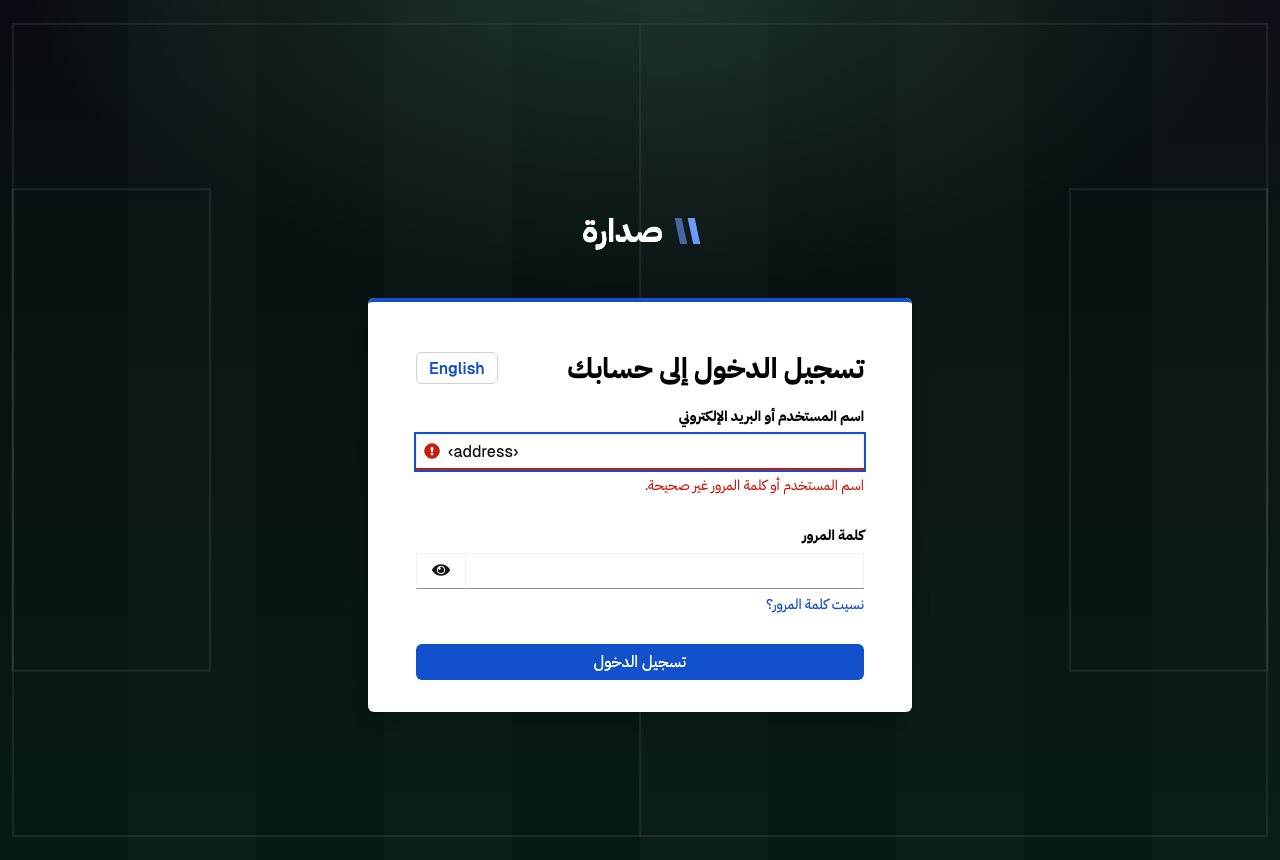 صدارة
تسجيل الدخول إلى حسابك
English
اسم المستخدم أو البريد الإلكتروني
‹address›
اسم المستخدم أو كلمة المرور غير صحيحة.
كلمة المرور
نسيت كلمة المرور؟
تسجيل الدخول